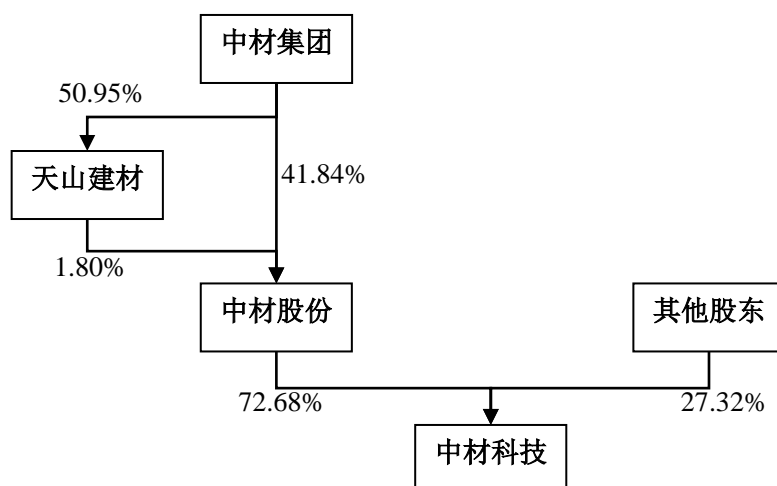 中材集团
50.95%
天山建材
41.84%
1.80%
中材股份
其他股东
72.68%
27.32%
中材科技